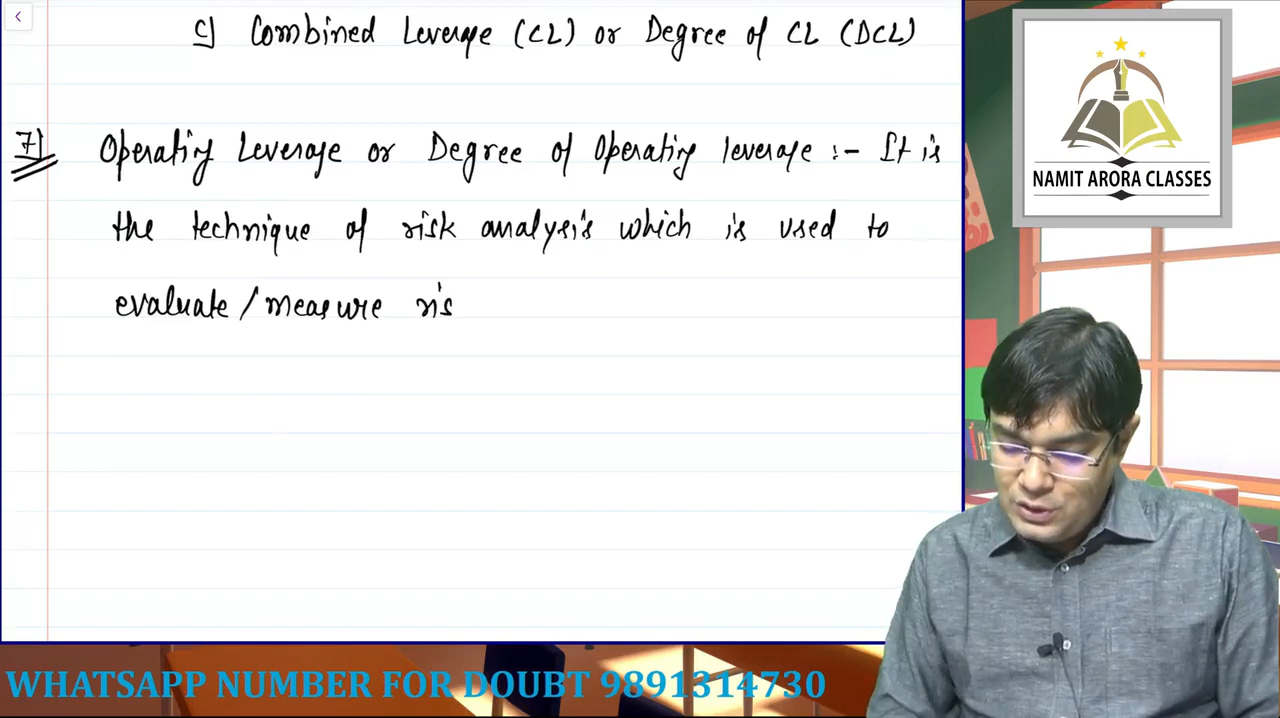 c) Combined Leverage (CL) or Degree of CL (DCL)
7) Operating Leverage or Degree of Operating leverage :- It is
the technique of risk analysis which is used to
evaluate/measure ris
NAMIT ARORA CLASSES
WHATSAPP NUMBER FOR DOUBT 9891314730